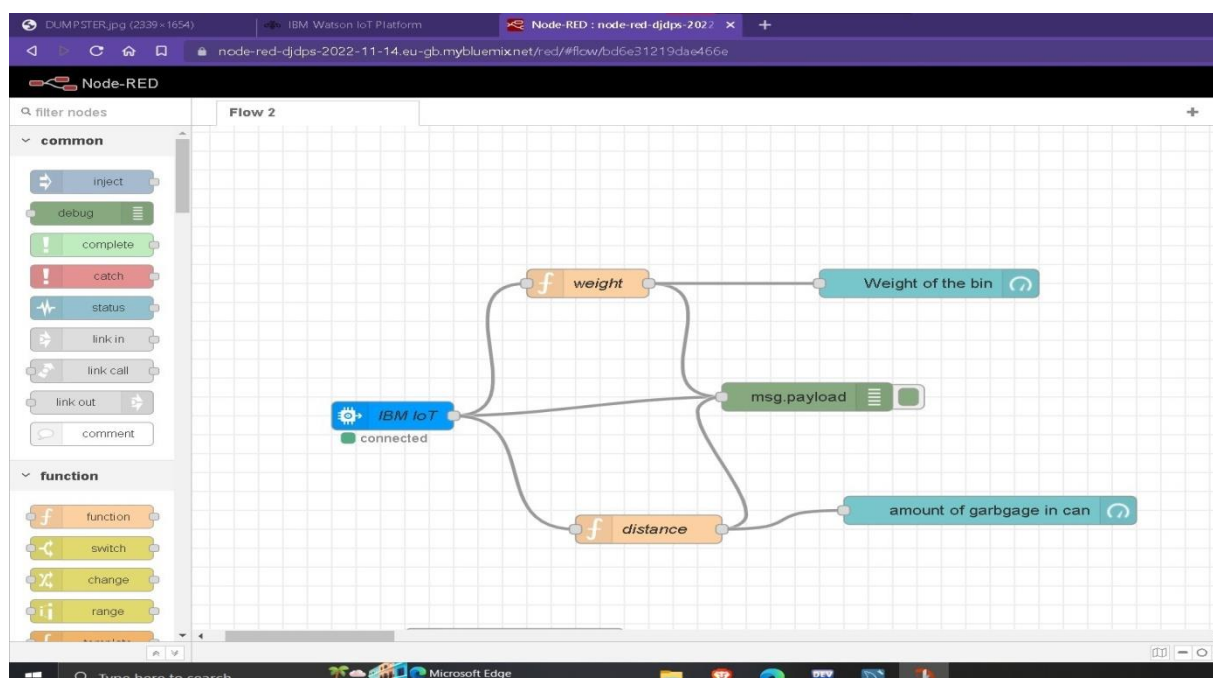 DUMPSTER.jpg (2339×1654)
IBM Watson IoT Platform
Node-RED : node-red-djdps-2022
node-red-djdps-2022-11-14.eu-gb.mybluemix.net/red/#flow/bd6e31219dae466e
Node-RED
filter nodes
Flow 2
common
inject
debug
complete
catch
status
link in
link call
link out
comment
function
function
switch
change
range
weight
Weight of the bin
msg.payload
IBM IoT
connected
distance
amount of garbgage in can
Type here to search
Microsoft Edge